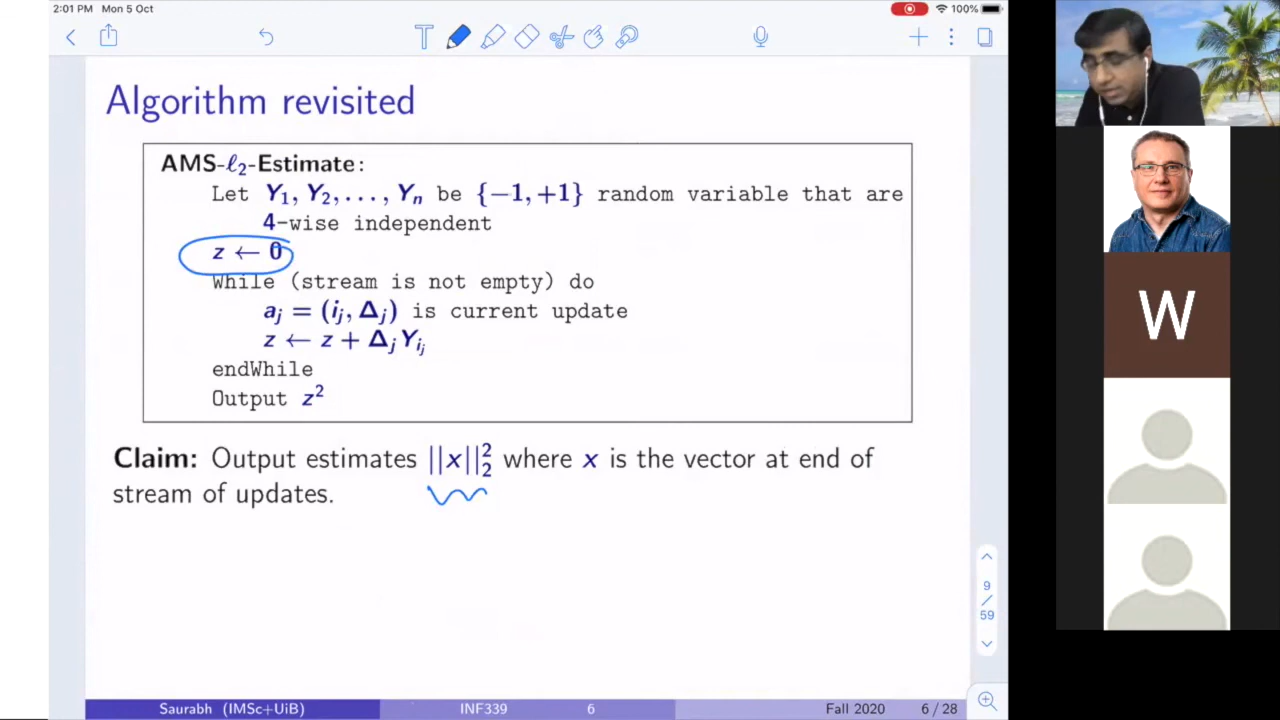 2:01 PM Mon 5 Oct
100%
Algorithm revisited
AMS-ℓ₂-Estimate:
Let Y₁, Y₂, ..., Yₙ be {−1, +1} random variable that are
4-wise independent
z ← 0
While (stream is not empty) do
aⱼ = (iⱼ, Δⱼ) is current update
z ← z + ΔⱼY_{iⱼ}
endWhile
Output z²
Claim: Output estimates ||x||₂² where x is the vector at end of
stream of updates.
W
9
/
59
Saurabh (IMSc+UiB) INF339 6 Fall 2020 6 / 28